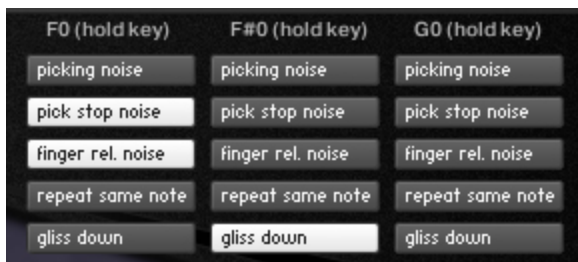 F0 (hold key) F#0 (hold key) G0 (hold key)
picking noise picking noise picking noise
pick stop noise pick stop noise pick stop noise
finger rel. noise finger rel. noise finger rel. noise
repeat same note repeat same note repeat same note
gliss down gliss down gliss down